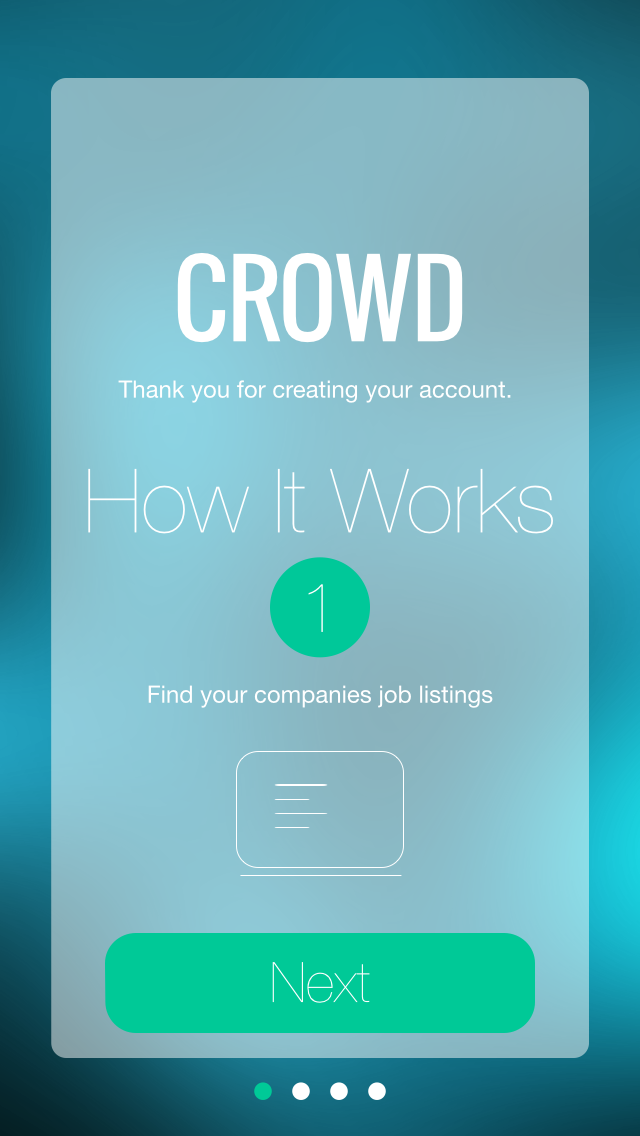 CROWD
Thank you for creating your account.
How It Works
1
Find your companies job listings
Next